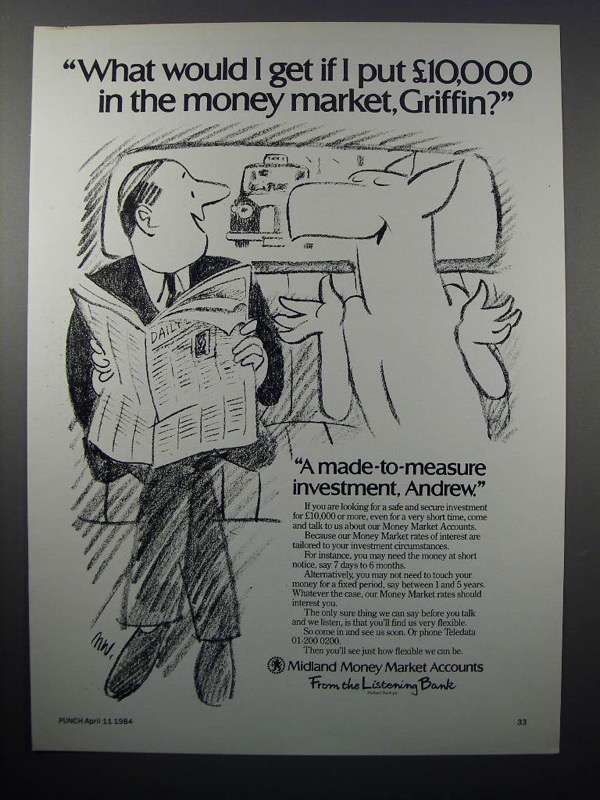 “What would I get if I put £10,000
in the money market, Griffin?”
DAILY
“A made-to-measure
investment, Andrew.”
If you are looking for a safe and secure investment
for £10,000 or more, even for a very short time, come
and talk to us about our Money Market Accounts.
Because our Money Market rates of interest are
tailored to your investment circumstances.
For instance, you may need the money at short
notice, say 7 days to 6 months.
Alternatively, you may not need to touch your
money for a fixed period, say between 1 and 5 years.
Whatever the case, our Money Market rates should
interest you.
The only sure thing we can say before you talk
and we listen, is that you’ll find us very flexible.
So come in and see us soon. Or phone Teledata
01-200 0200.
Then you’ll see just how flexible we can be.
Midland Money Market Accounts
From the Listening Bank
PUNCH April 11 1984
33